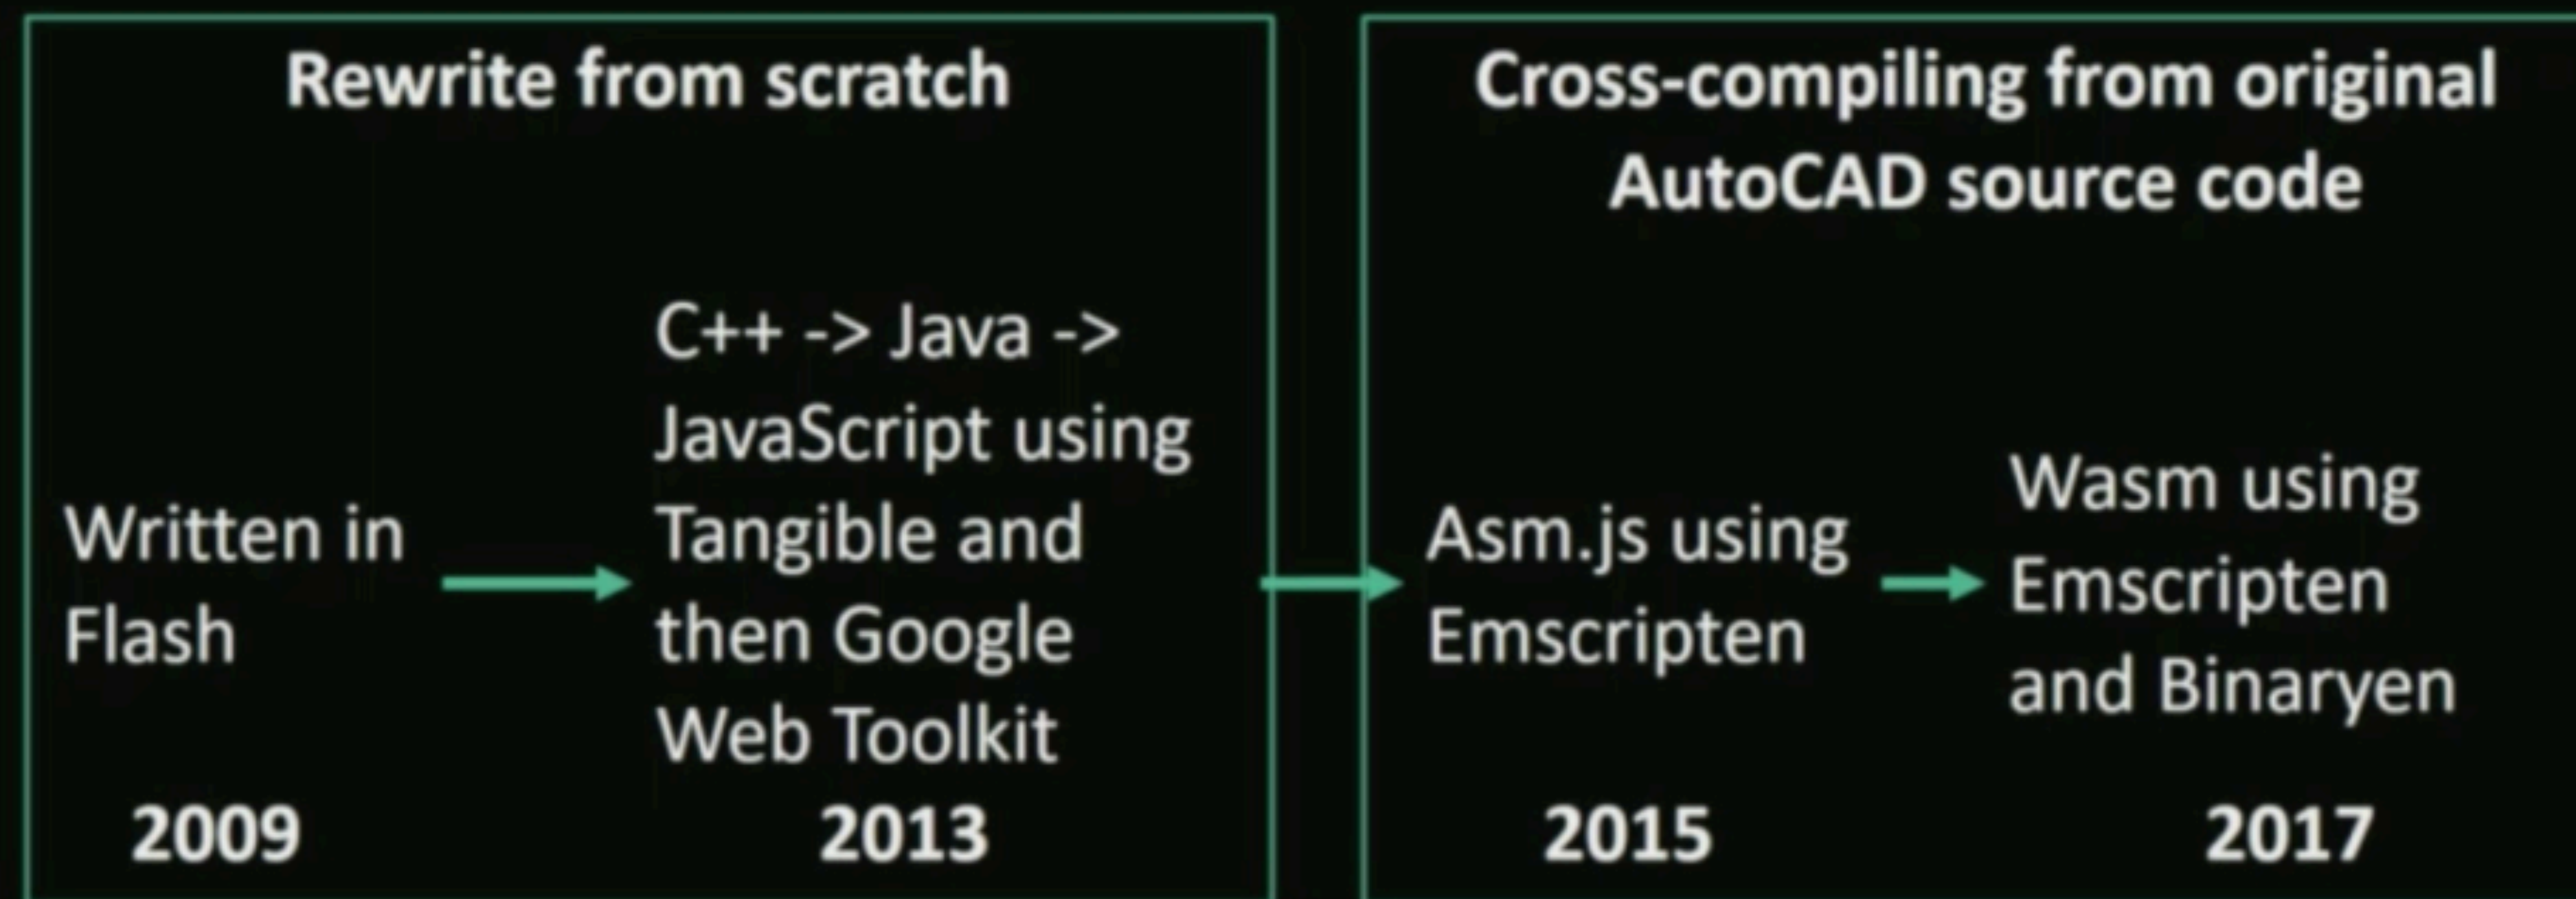 Rewrite from scratch
Written in
Flash
2009
C++ -> Java ->
JavaScript using
Tangible and
then Google
Web Toolkit
2013
Cross-compiling from original
AutoCAD source code
Asm.js using
Emscripten
2015
Wasm using
Emscripten
and Binaryen
2017